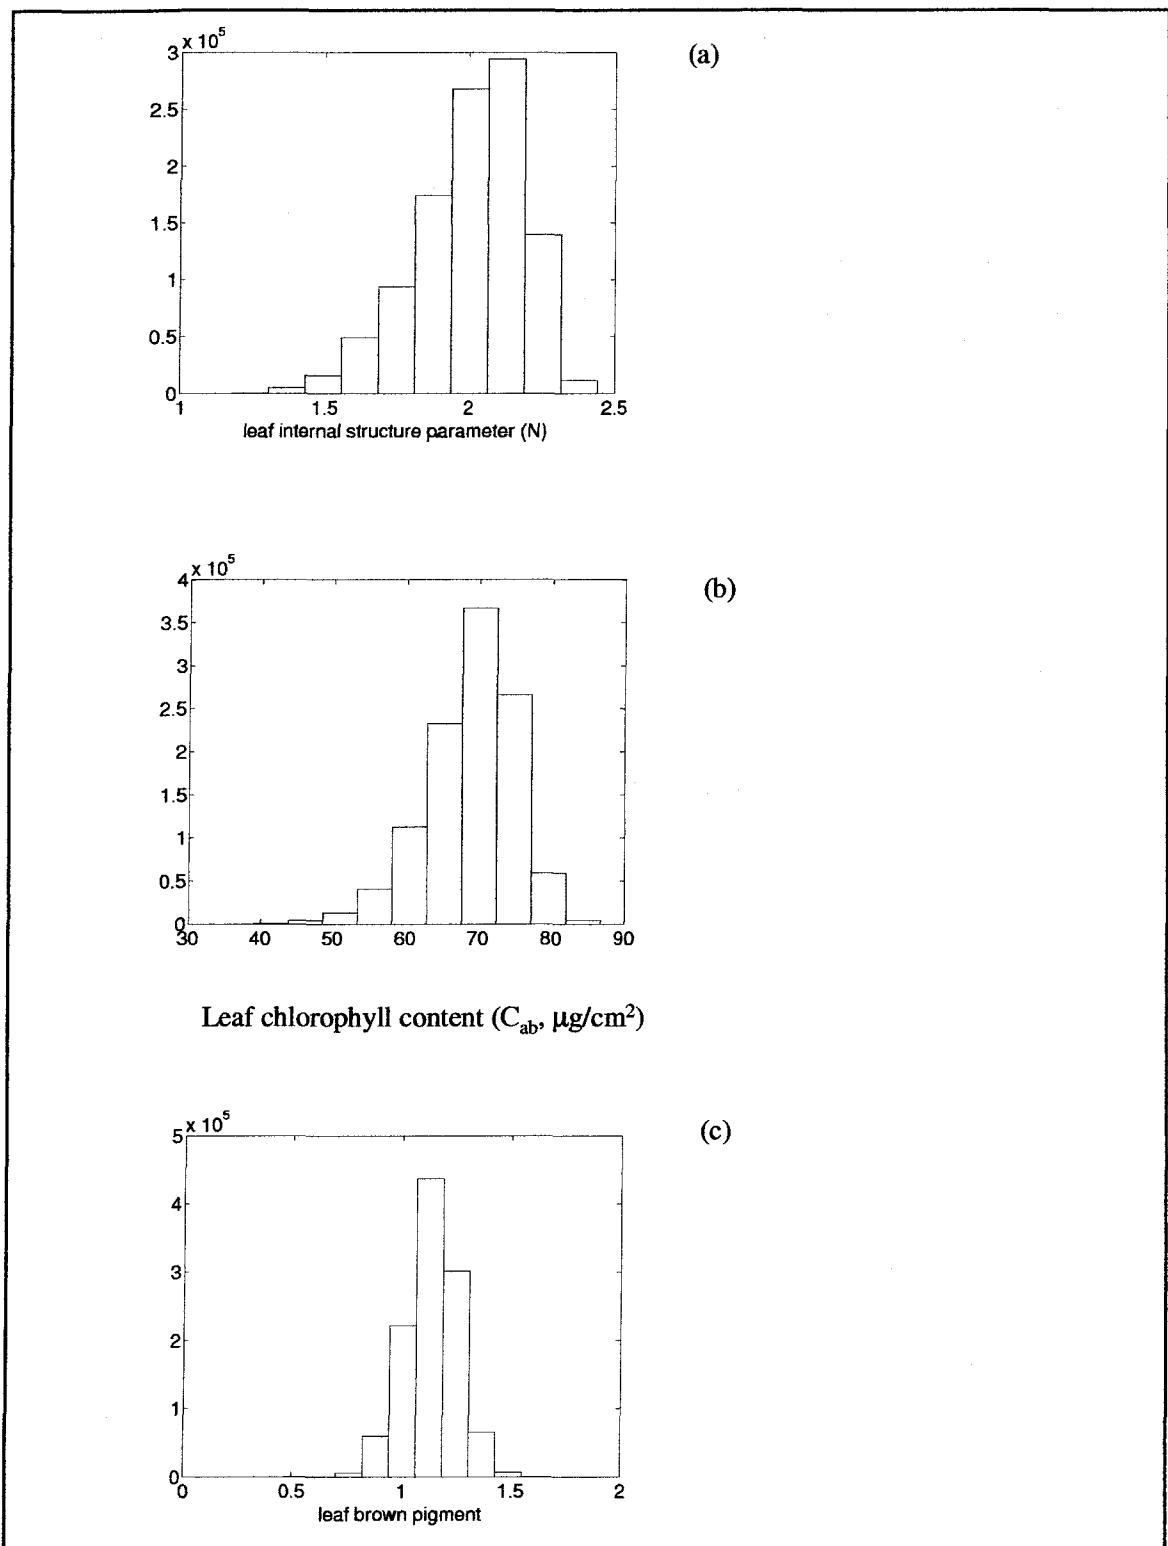 x 10^5
(a)
3
2.5
2
1.5
1
0.5
0
1 1.5 2 2.5
leaf internal structure parameter (N)
x 10^5
(b)
4
3.5
3
2.5
2
1.5
1
0.5
0
30 40 50 60 70 80 90
Leaf chlorophyll content (C_ab, μg/cm²)
x 10^5
(c)
5
4
3
2
1
0
0 0.5 1 1.5 2
leaf brown pigment